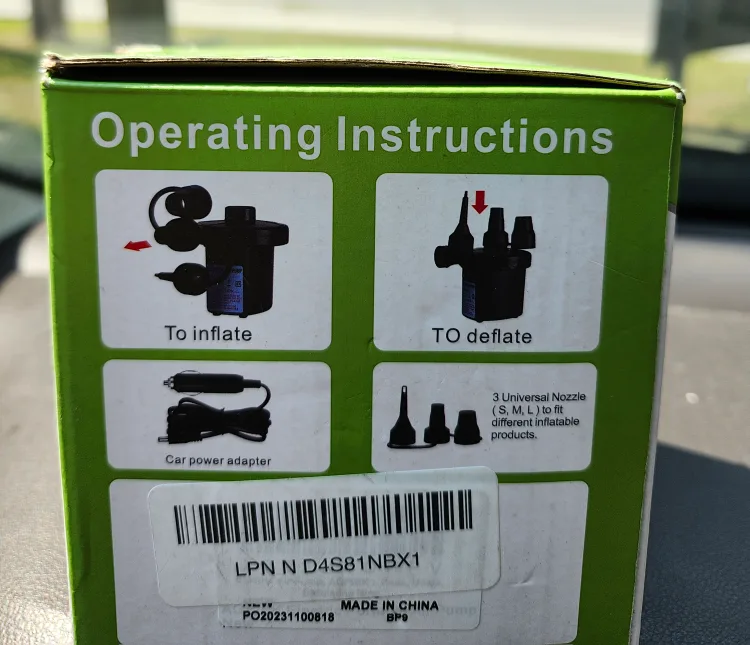 Operating Instructions
To inflate
TO deflate
Car power adapter
3 Universal Nozzle
( S, M, L ) to fit
different inflatable
products.
LPN N D4S81NBX1
NEW
MADE IN CHINA
PO20231100818
BP9